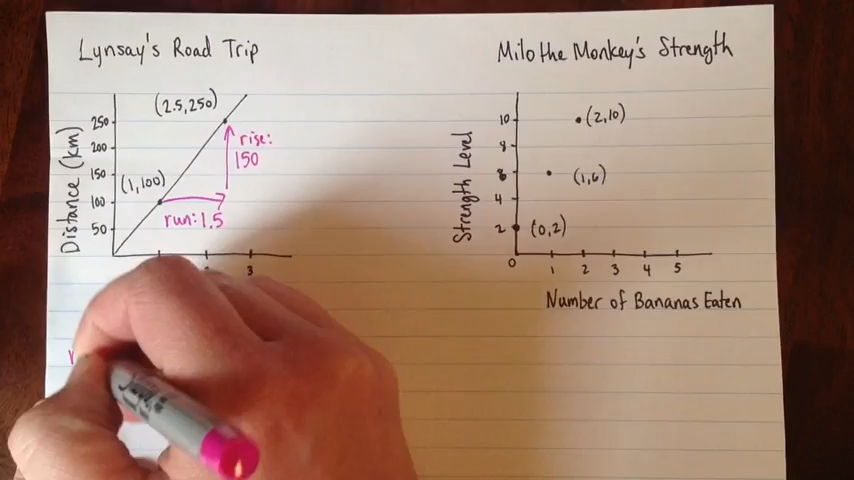 Lynsay's Road Trip
Distance (km)
250
200
150
100
50
3
(2.5, 250)
(1,100)
rise:
150
run: 1.5
Milo the Monkey's Strength
Strength Level
10
8
6
4
2
0
1 2 3 4 5
(2,10)
(1,6)
(0,2)
Number of Bananas Eaten